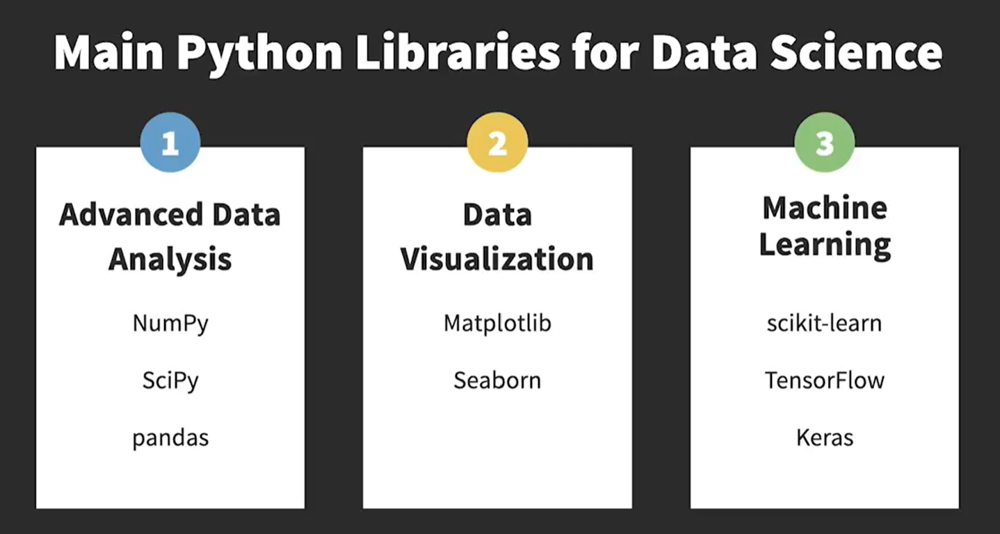 Main Python Libraries for Data Science
1
Advanced Data
Analysis
NumPy
SciPy
pandas
2
Data
Visualization
Matplotlib
Seaborn
3
Machine
Learning
scikit-learn
TensorFlow
Keras